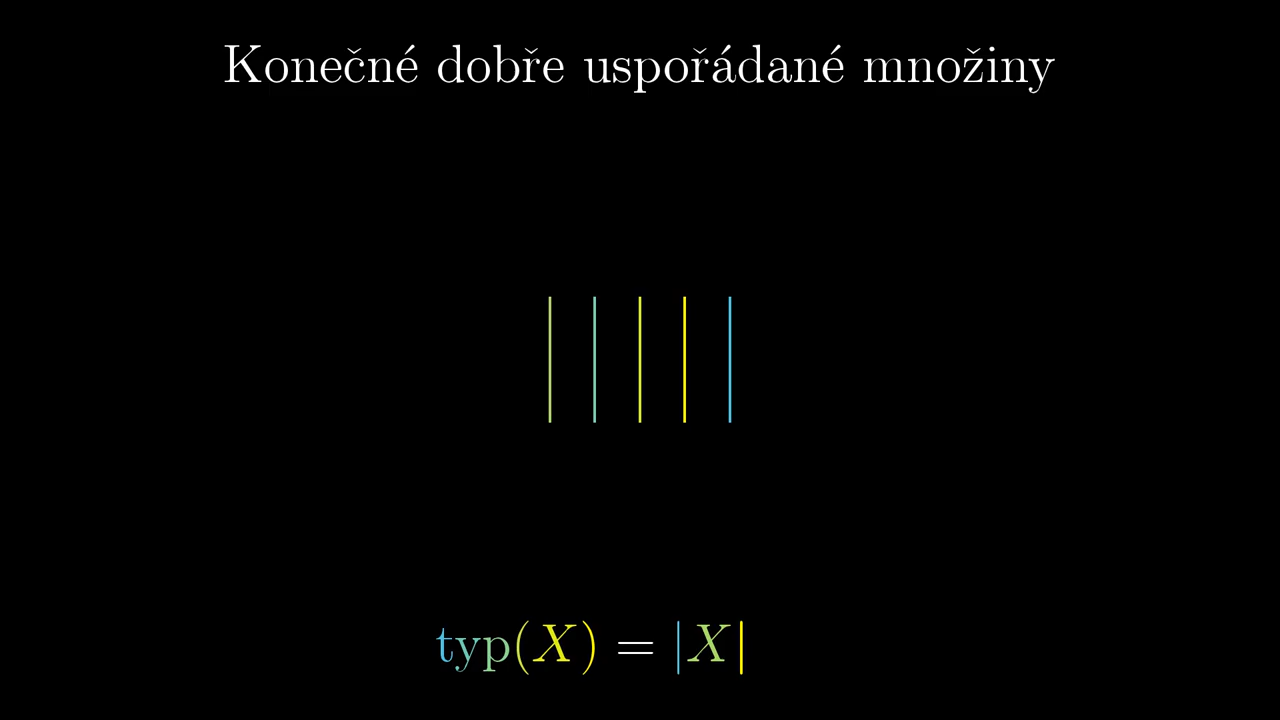 Konečné dobře uspořádané množiny
typ(X) = |X|